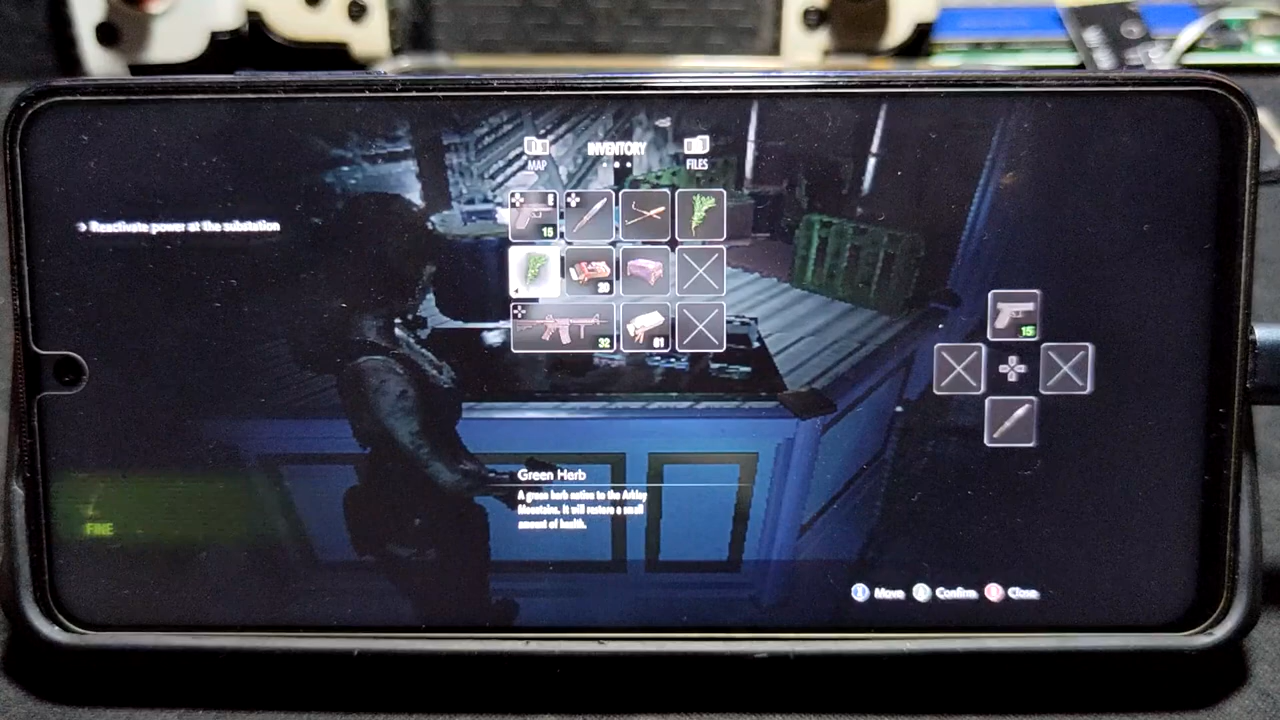 MAP
INVENTORY
FILES
> Reactivate power at the substation
15
30
32
61
15
Green Herb
A green herb native to the Arklay
Mountains. It will restore a small
amount of health.
FINE
X Move A Confirm B Close